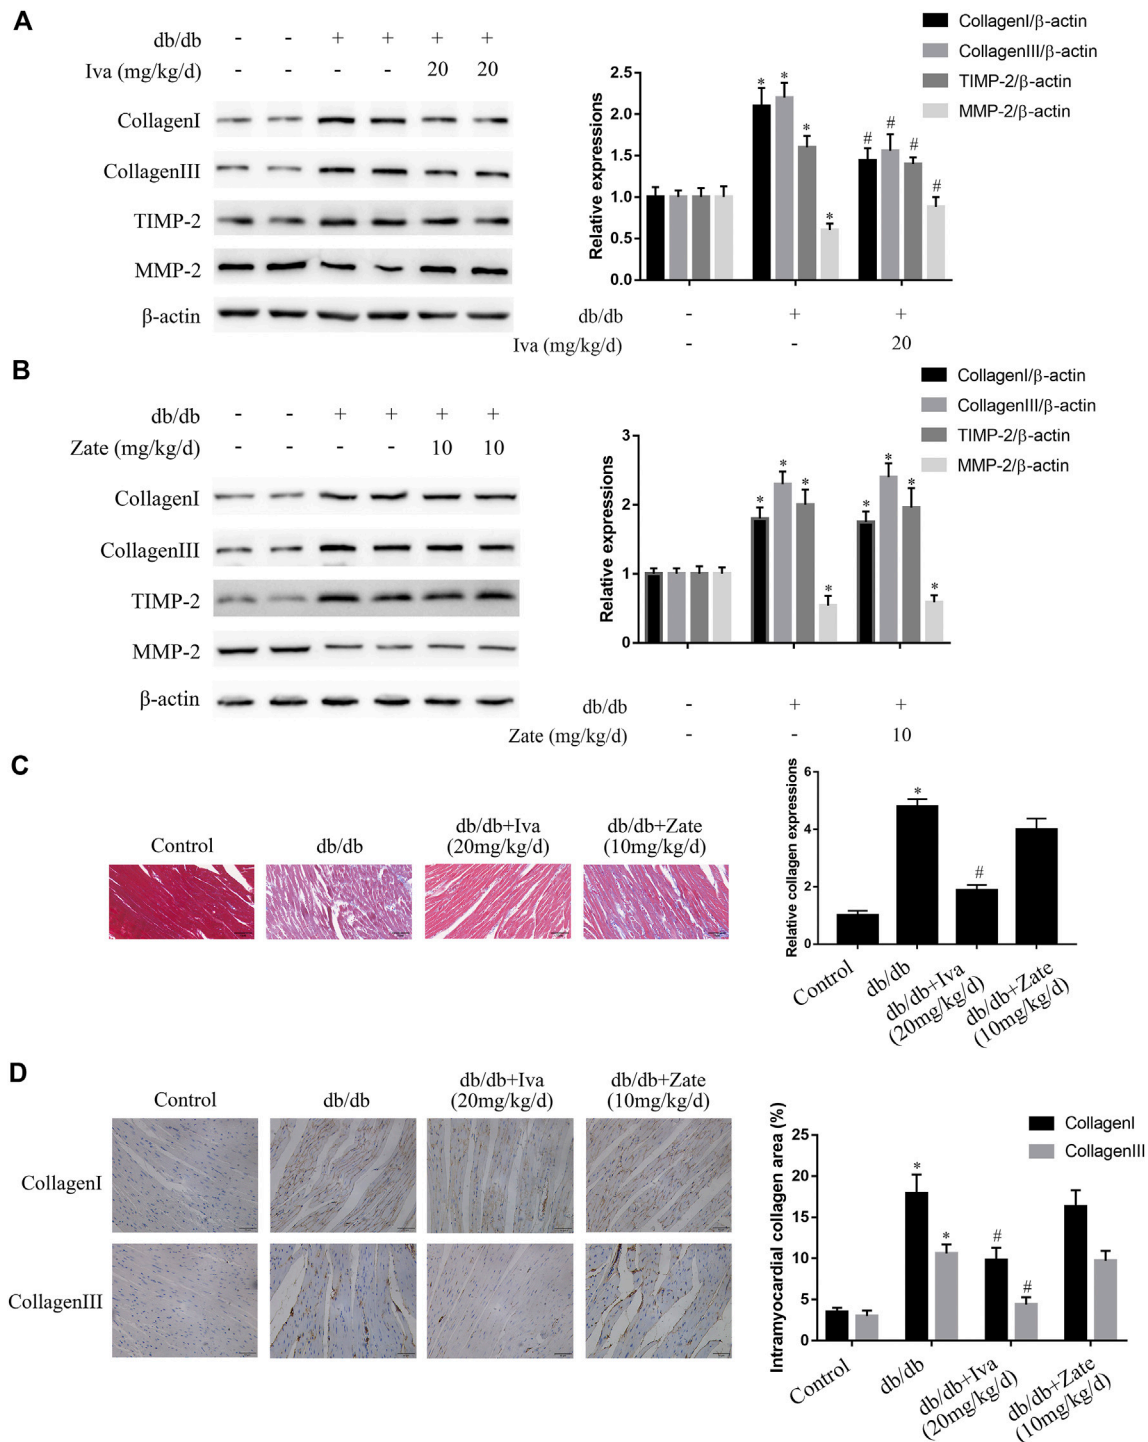 A
db/db - - + + + +
Iva (mg/kg/d) - - - - 20 20
CollagenI
CollagenIII
TIMP-2
MMP-2
β-actin
CollagenI/β-actin
CollagenIII/β-actin
TIMP-2/β-actin
MMP-2/β-actin
Relative expressions
2.5
2.0
1.5
1.0
0.5
0.0
* * * *
# # # #
db/db - + +
Iva (mg/kg/d) - - 20
B
db/db - - + + + +
Zate (mg/kg/d) - - - - 10 10
CollagenI
CollagenIII
TIMP-2
MMP-2
β-actin
CollagenI/β-actin
CollagenIII/β-actin
TIMP-2/β-actin
MMP-2/β-actin
Relative expressions
3
2
1
0
* * * *
* * * *
db/db - + +
Zate (mg/kg/d) - - 10
C
Control
db/db
db/db+Iva
(20mg/kg/d)
db/db+Zate
(10mg/kg/d)
Relative collagen expressions
6
4
2
0
*
#
Control
db/db
db/db+Iva
(20mg/kg/d)
db/db+Zate
(10mg/kg/d)
D
Control
db/db
db/db+Iva
(20mg/kg/d)
db/db+Zate
(10mg/kg/d)
CollagenI
CollagenIII
CollagenI
CollagenIII
Intramyocardial collagen area (%)
25
20
15
10
5
0
* *
# #
Control
db/db
db/db+Iva
(20mg/kg/d)
db/db+Zate
(10mg/kg/d)